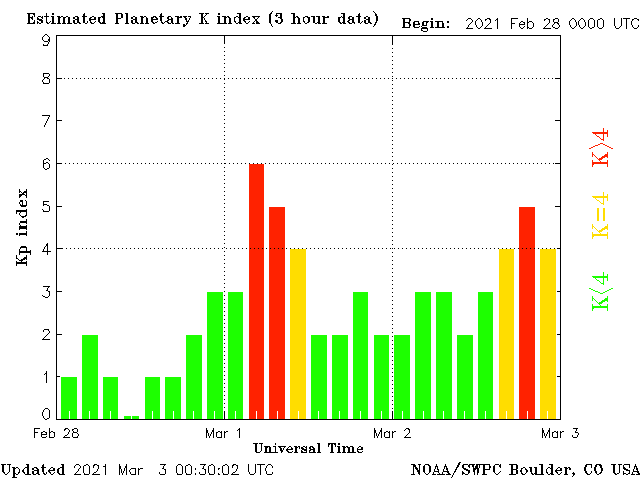 Estimated Planetary K index (3 hour data) Begin: 2021 Feb 28 0000 UTC
9
8
7
6
5
4
3
2
1
0
Kp index
K>4
K=4
K<4
Feb 28 Mar 1 Mar 2 Mar 3
Universal Time
Updated 2021 Mar 3 00:30:02 UTC NOAA/SWPC Boulder, CO USA